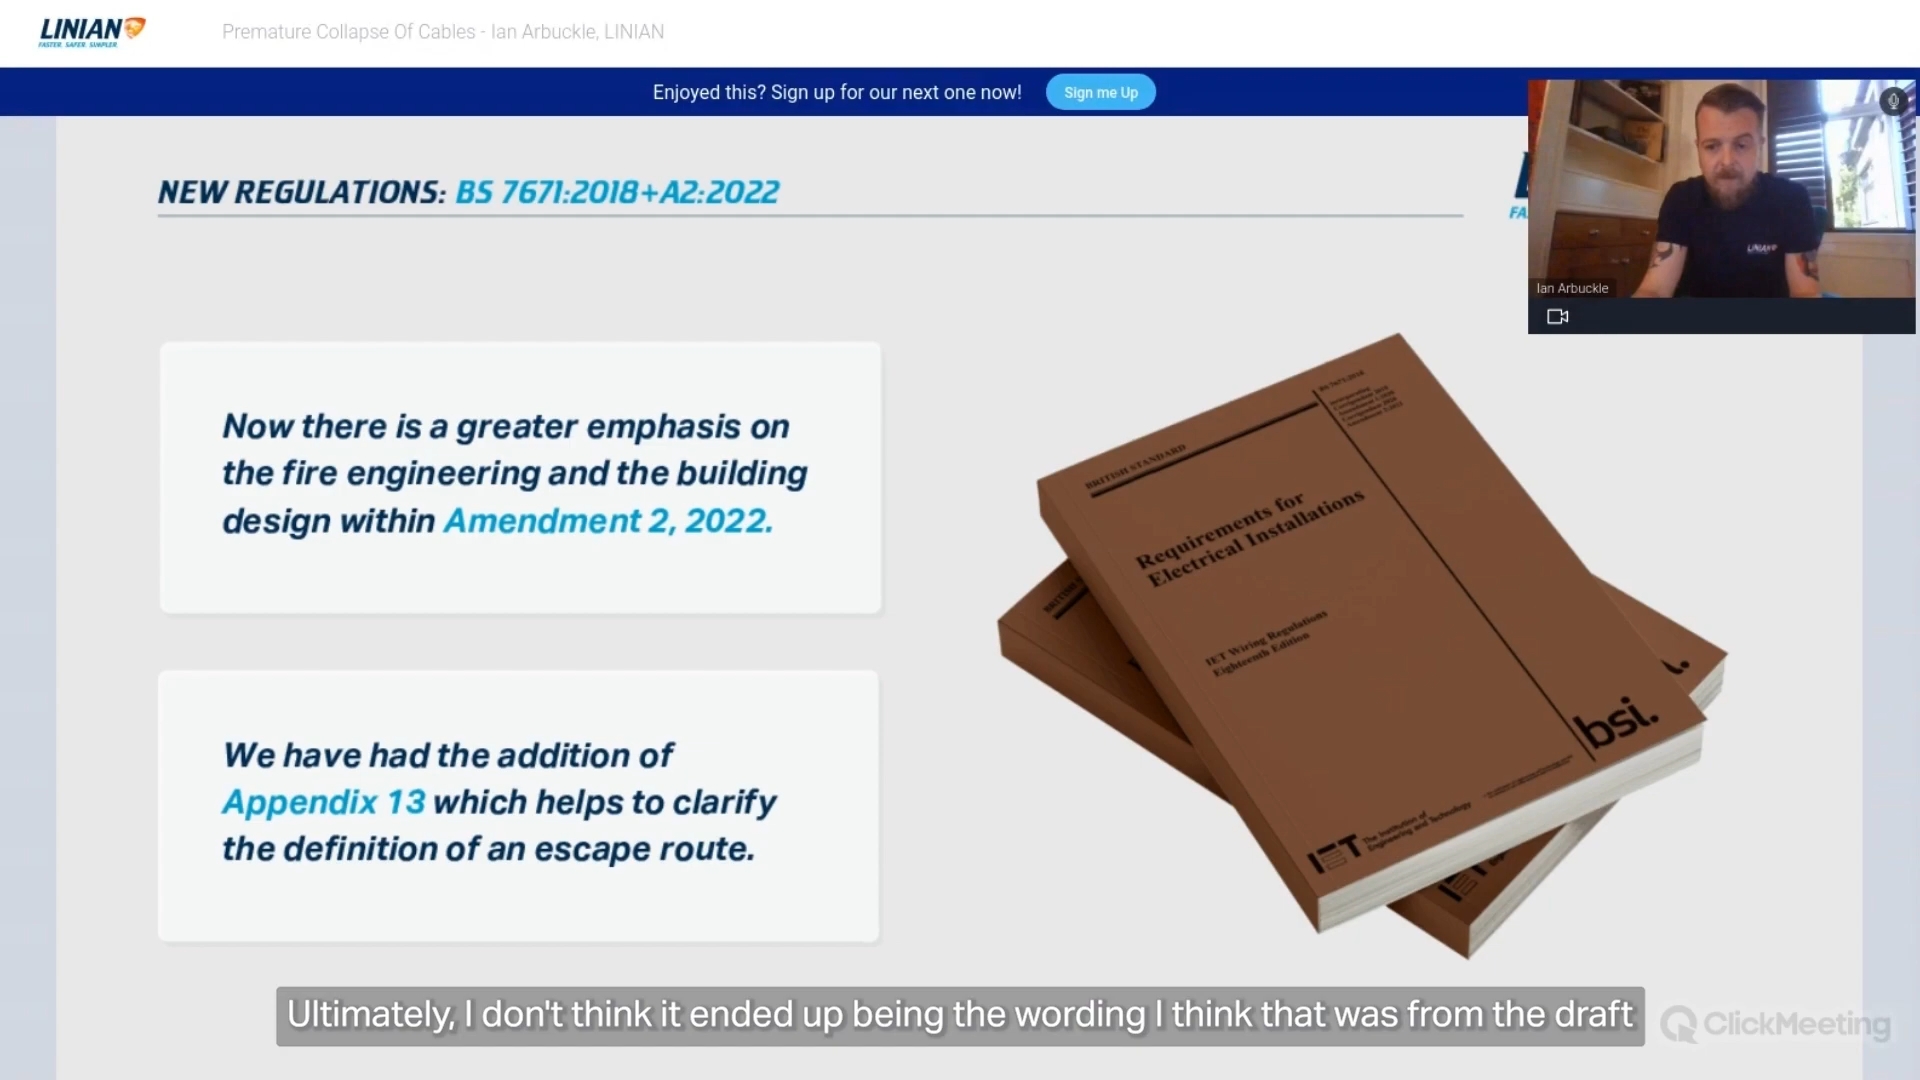 LINIAN
FASTER. SAFER. SIMPLER.
Premature Collapse Of Cables - Ian Arbuckle, LINIAN
Enjoyed this? Sign up for our next one now!
Sign me Up
NEW REGULATIONS: BS 7671:2018+A2:2022
FA
LINIAN
Ian Arbuckle
Now there is a greater emphasis on
the fire engineering and the building
design within Amendment 2, 2022.
We have had the addition of
Appendix 13 which helps to clarify
the definition of an escape route.
BS 7671:2018
BRITISH STANDARD
Requirements for
Electrical Installations
IET Wiring Regulations
Eighteenth Edition
bsi.
IET The Institution of
Engineering and Technology
Ultimately, I don't think it ended up being the wording I think that was from the draft
ClickMeeting